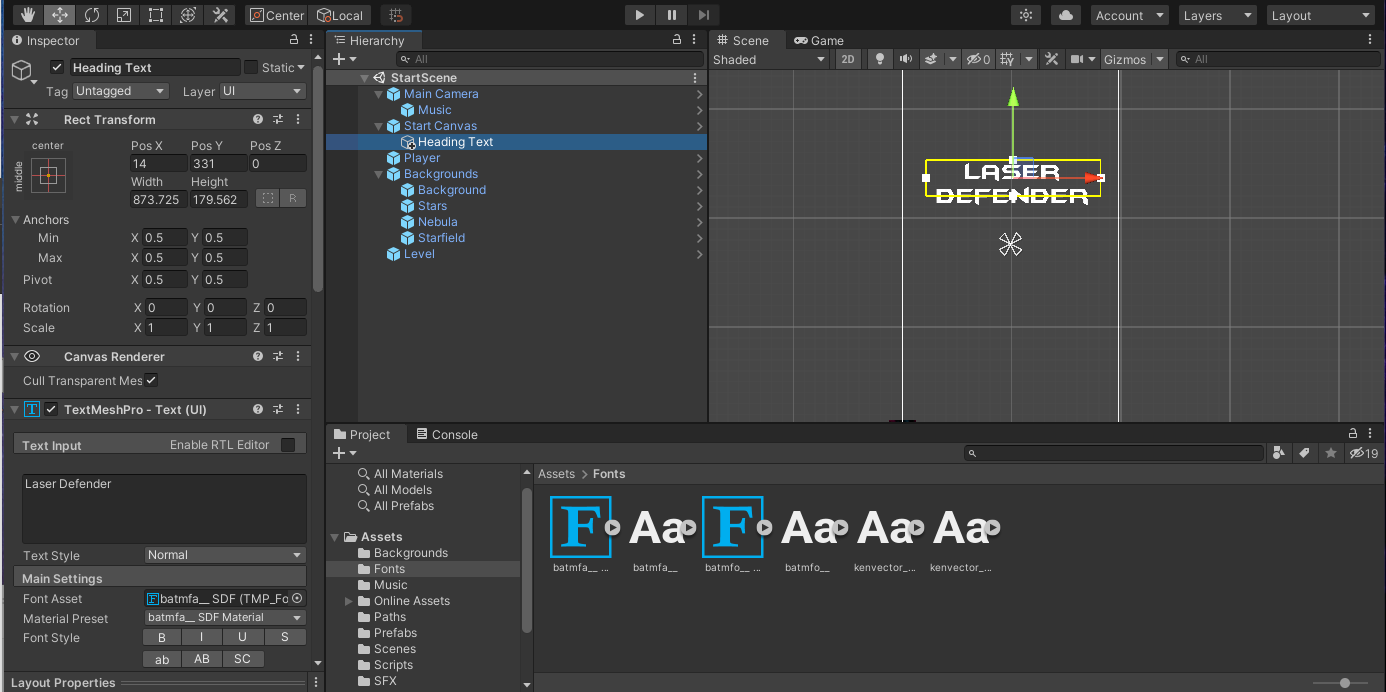 Center Local Account Layers Layout
Inspector
Heading Text Static
Tag Untagged Layer UI
Rect Transform
center Pos X Pos Y Pos Z
middle 14 331 0
Width Height
873.725 179.562 R
Anchors
Min X 0.5 Y 0.5
Max X 0.5 Y 0.5
Pivot X 0.5 Y 0.5
Rotation X 0 Y 0 Z 0
Scale X 1 Y 1 Z 1
Canvas Renderer
Cull Transparent Mes
TextMeshPro - Text (UI)
Text Input Enable RTL Editor
Laser Defender
Text Style Normal
Main Settings
Font Asset batmfa__ SDF (TMP_Fo
Material Preset batmfa__ SDF Material
Font Style B I U S
ab AB SC
Layout Properties
Hierarchy
All
StartScene
Main Camera
Music
Start Canvas
Heading Text
Player
Backgrounds
Background
Stars
Nebula
Starfield
Level
Scene Game
Shaded 2D 0 Gizmos All
LASER
DEFENDER
Project Console
19
All Materials
All Models
All Prefabs
Assets
Backgrounds
Fonts
Music
Online Assets
Paths
Prefabs
Scenes
Scripts
SFX
Assets > Fonts
F Aa F Aa Aa Aa
batmfa__ ... batmfa__ batmfo__ ... batmfo__ kenvector_... kenvector_...